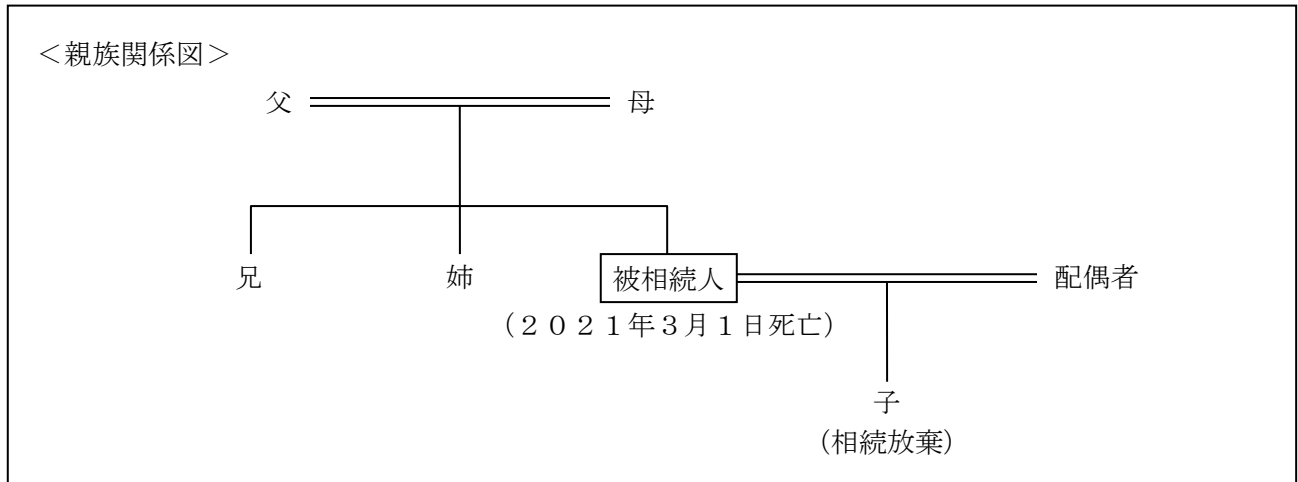 ＜親族関係図＞
父 母
兄 姉 被相続人 配偶者
（２０２１年３月１日死亡）
子
（相続放棄）